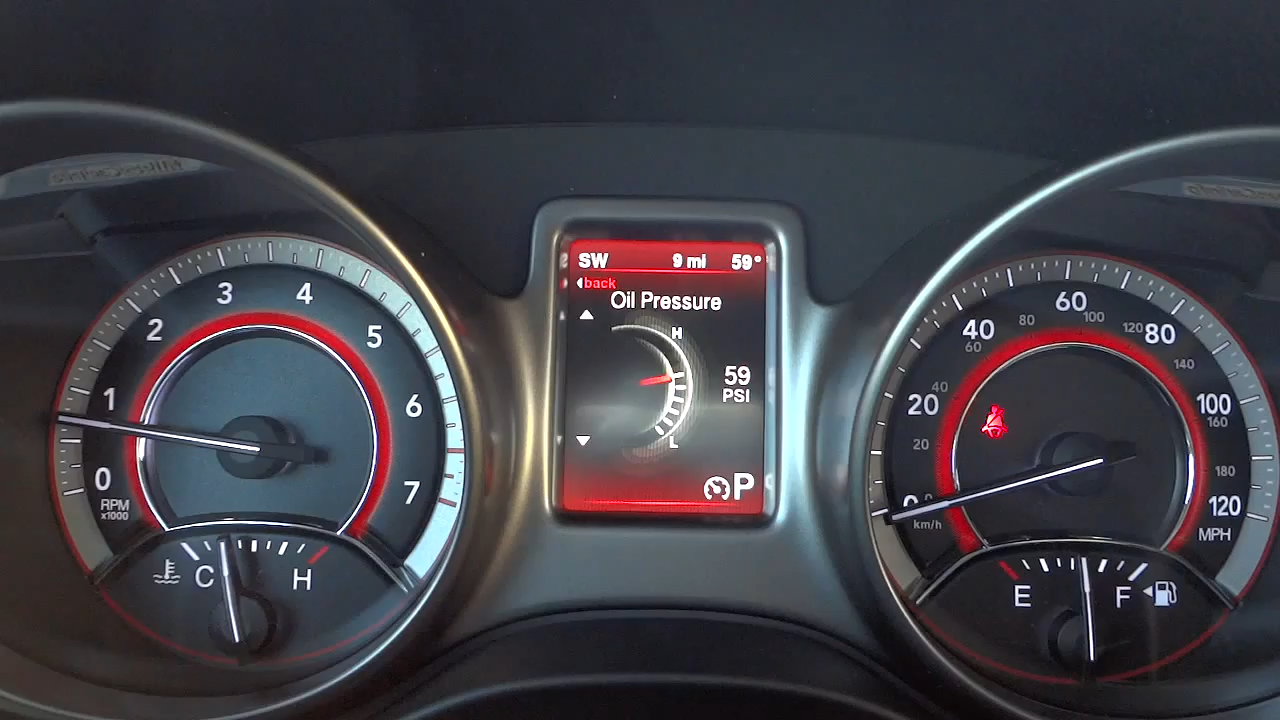 SW 9 mi 59°
back
Oil Pressure
H
59
PSI
L
P
0 1 2 3 4 5 6 7
RPM
x1000
C H
0 20 40 60 80 100 120
MPH
20 40 60 80 100 120 140 160 180
km/h
E F